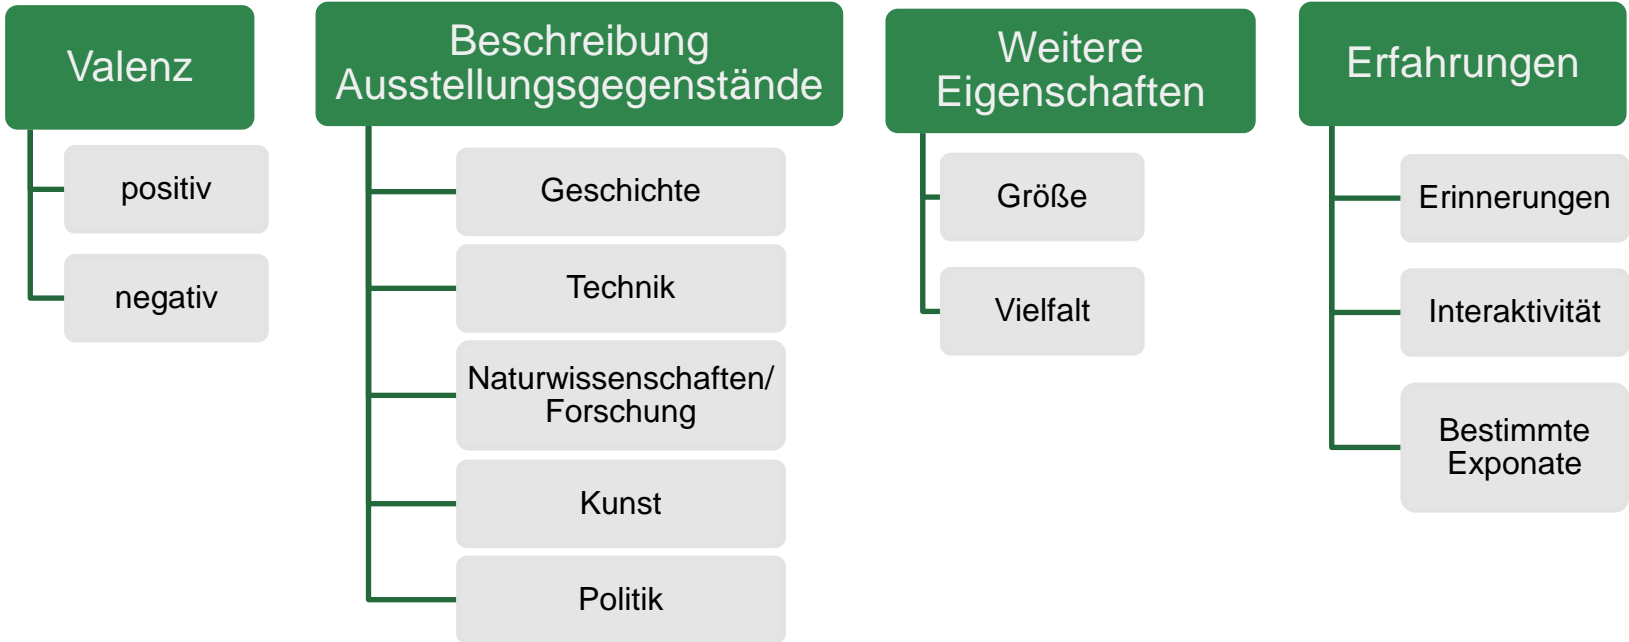 Valenz
positiv
negativ
Beschreibung
Ausstellungsgegenstände
Geschichte
Technik
Naturwissenschaften/
Forschung
Kunst
Politik
Weitere
Eigenschaften
Größe
Vielfalt
Erfahrungen
Erinnerungen
Interaktivität
Bestimmte
Exponate